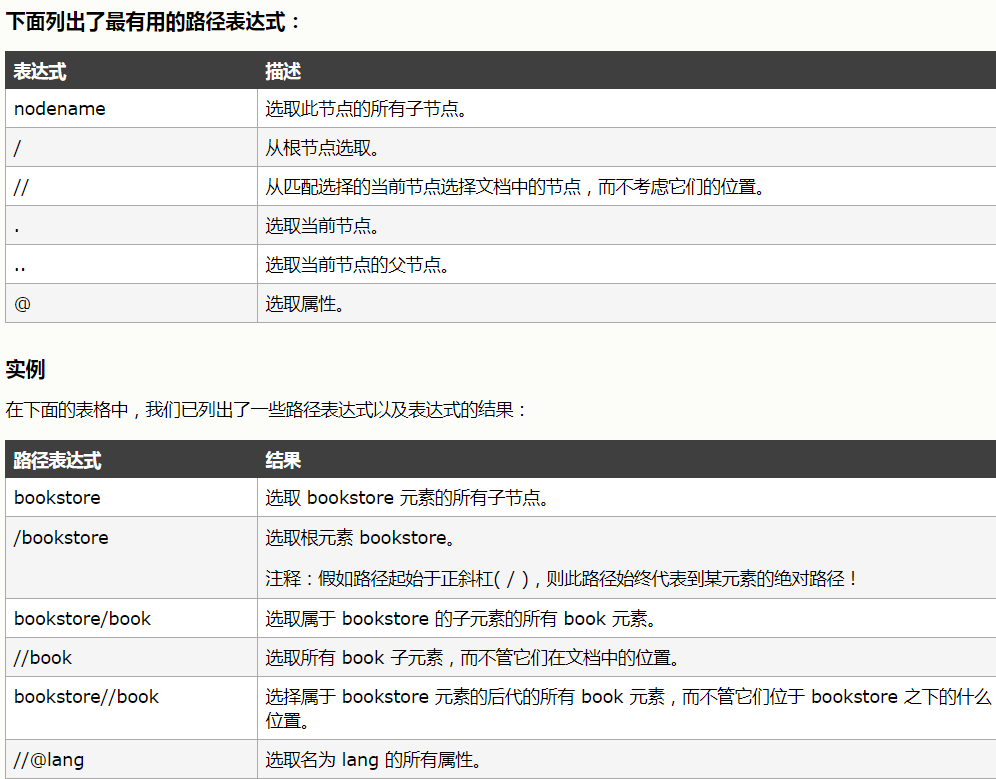 下面列出了最有用的路径表达式：
表达式 描述
nodename 选取此节点的所有子节点。
/ 从根节点选取。
// 从匹配选择的当前节点选择文档中的节点，而不考虑它们的位置。
. 选取当前节点。
.. 选取当前节点的父节点。
@ 选取属性。
实例
在下面的表格中，我们已列出了一些路径表达式以及表达式的结果：
路径表达式 结果
bookstore 选取 bookstore 元素的所有子节点。
/bookstore 选取根元素 bookstore。
注释：假如路径起始于正斜杠( / )，则此路径始终代表到某元素的绝对路径！
bookstore/book 选取属于 bookstore 的子元素的所有 book 元素。
//book 选取所有 book 子元素，而不管它们在文档中的位置。
bookstore//book 选择属于 bookstore 元素的后代的所有 book 元素，而不管它们位于 bookstore 之下的什么
位置。
//@lang 选取名为 lang 的所有属性。